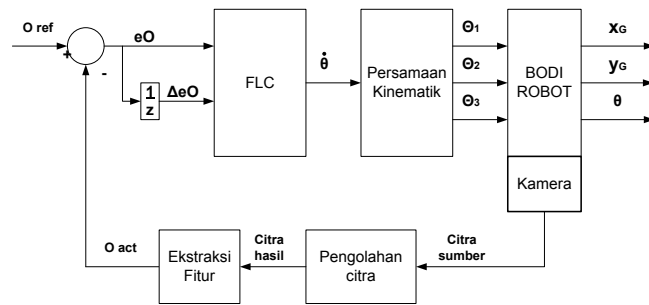 O ref
+
-
eO
1
z
ΔeO
FLC
θ̇
Persamaan
Kinematik
Θ1
Θ2
Θ3
BODI
ROBOT
xG
yG
θ
Kamera
Citra
sumber
Pengolahan
citra
Citra
hasil
Ekstraksi
Fitur
O act